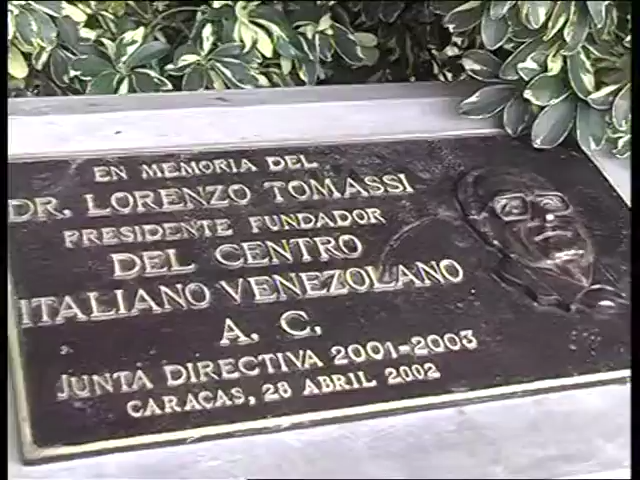 EN MEMORIA DEL
DR. LORENZO TOMASSI
PRESIDENTE FUNDADOR
DEL CENTRO
ITALIANO VENEZOLANO
A. C.
JUNTA DIRECTIVA 2001-2003
CARACAS, 28 ABRIL 2002